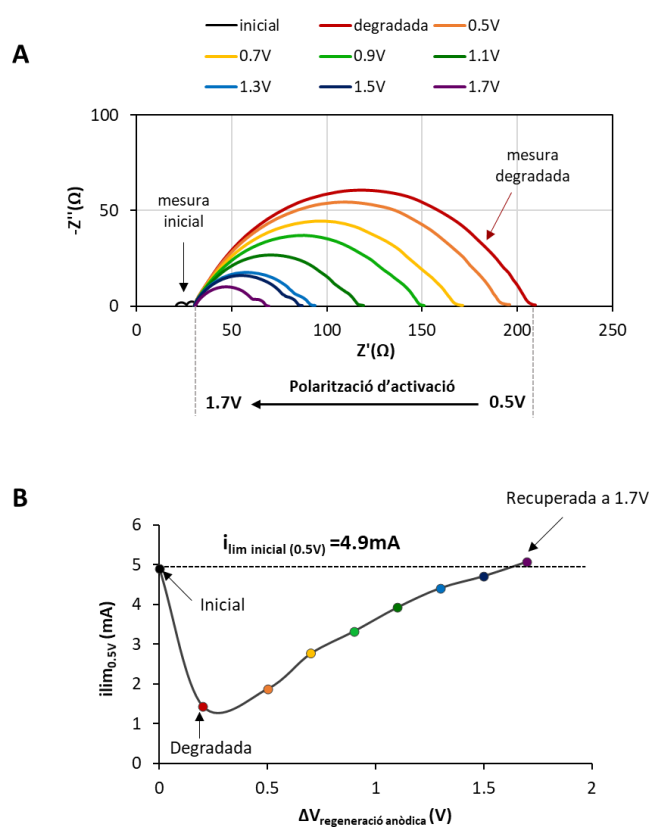 inicial degradada 0.5V
0.7V 0.9V 1.1V
1.3V 1.5V 1.7V
A
-Z''(Ω)
100
50
0
mesura
inicial
mesura
degradada
0 50 100 150 200 250
Z'(Ω)
Polarització d'activació
1.7V 0.5V
B
Recuperada a 1.7V
i lim inicial (0.5V) =4.9mA
ilim0.5V (mA)
6
5
4
3
2
1
0
Inicial
Degradada
0 0.5 1 1.5 2
ΔVregeneració anòdica (V)